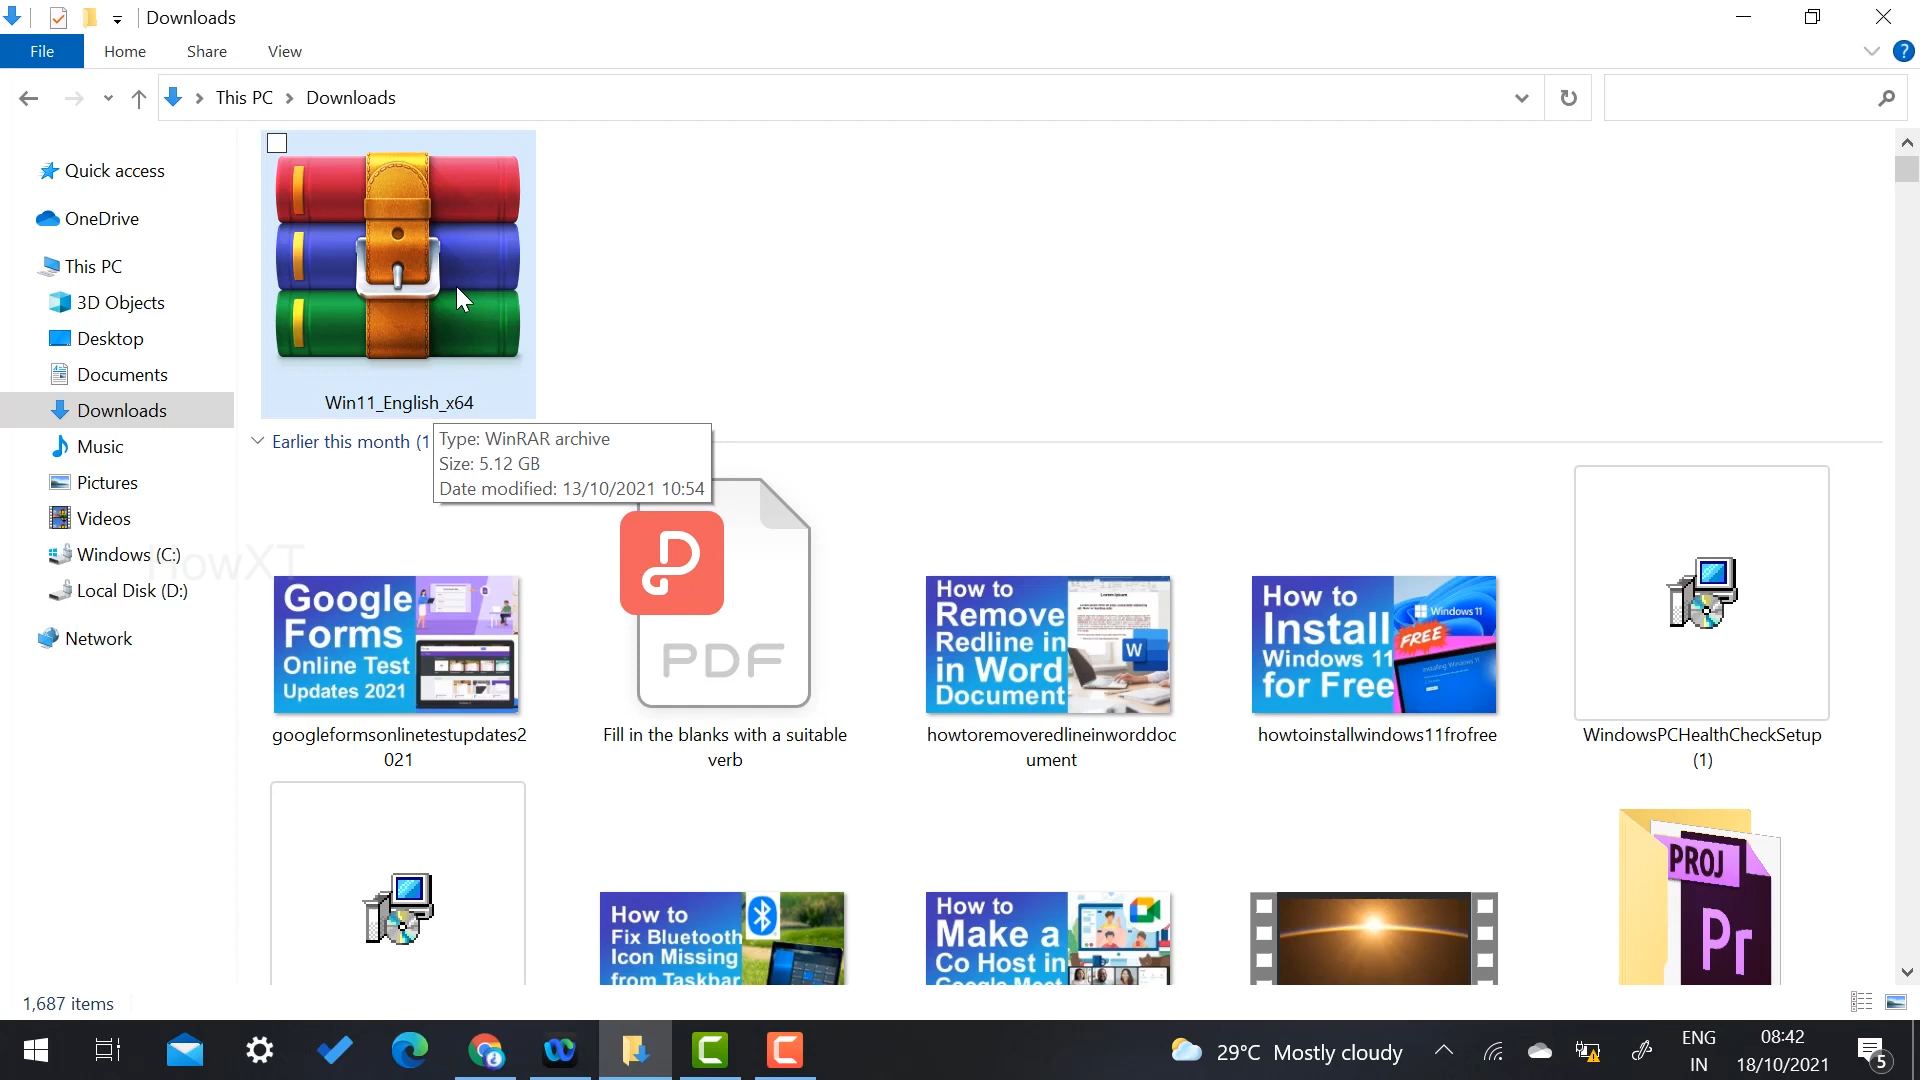 Downloads
File Home Share View
This PC Downloads
Quick access
OneDrive
This PC
3D Objects
Desktop
Documents
Downloads
Music
Pictures
Videos
Windows (C:)
Local Disk (D:)
Network
Win11_English_x64
Earlier this month (1
Type: WinRAR archive
Size: 5.12 GB
Date modified: 13/10/2021 10:54
HowXT
Google
Forms
Online Test
Updates 2021
googleformsonlinetestupdates2
021
PDF
Fill in the blanks with a suitable
verb
How to
Remove
Redline in
in Word
Document
W
howtoremoveredlineinworddoc
ument
How to
Install
Windows 11
for Free
Windows 11
FREE
howtoinstallwindows11frofree
WindowsPCHealthCheckSetup
(1)
How to
Fix Bluetooth
Icon Missing
from Taskbar
How to
Make a
Co Host in
Google Meet
PROJ
Pr
1,687 items
29°C Mostly cloudy
ENG
IN
08:42
18/10/2021
5